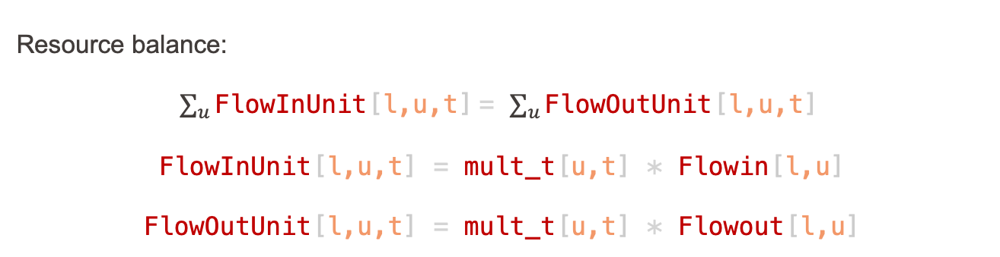 Resource balance:
∑u FlowInUnit[l,u,t] = ∑u FlowOutUnit[l,u,t]
FlowInUnit[l,u,t] = mult_t[u,t] * Flowin[l,u]
FlowOutUnit[l,u,t] = mult_t[u,t] * Flowout[l,u]